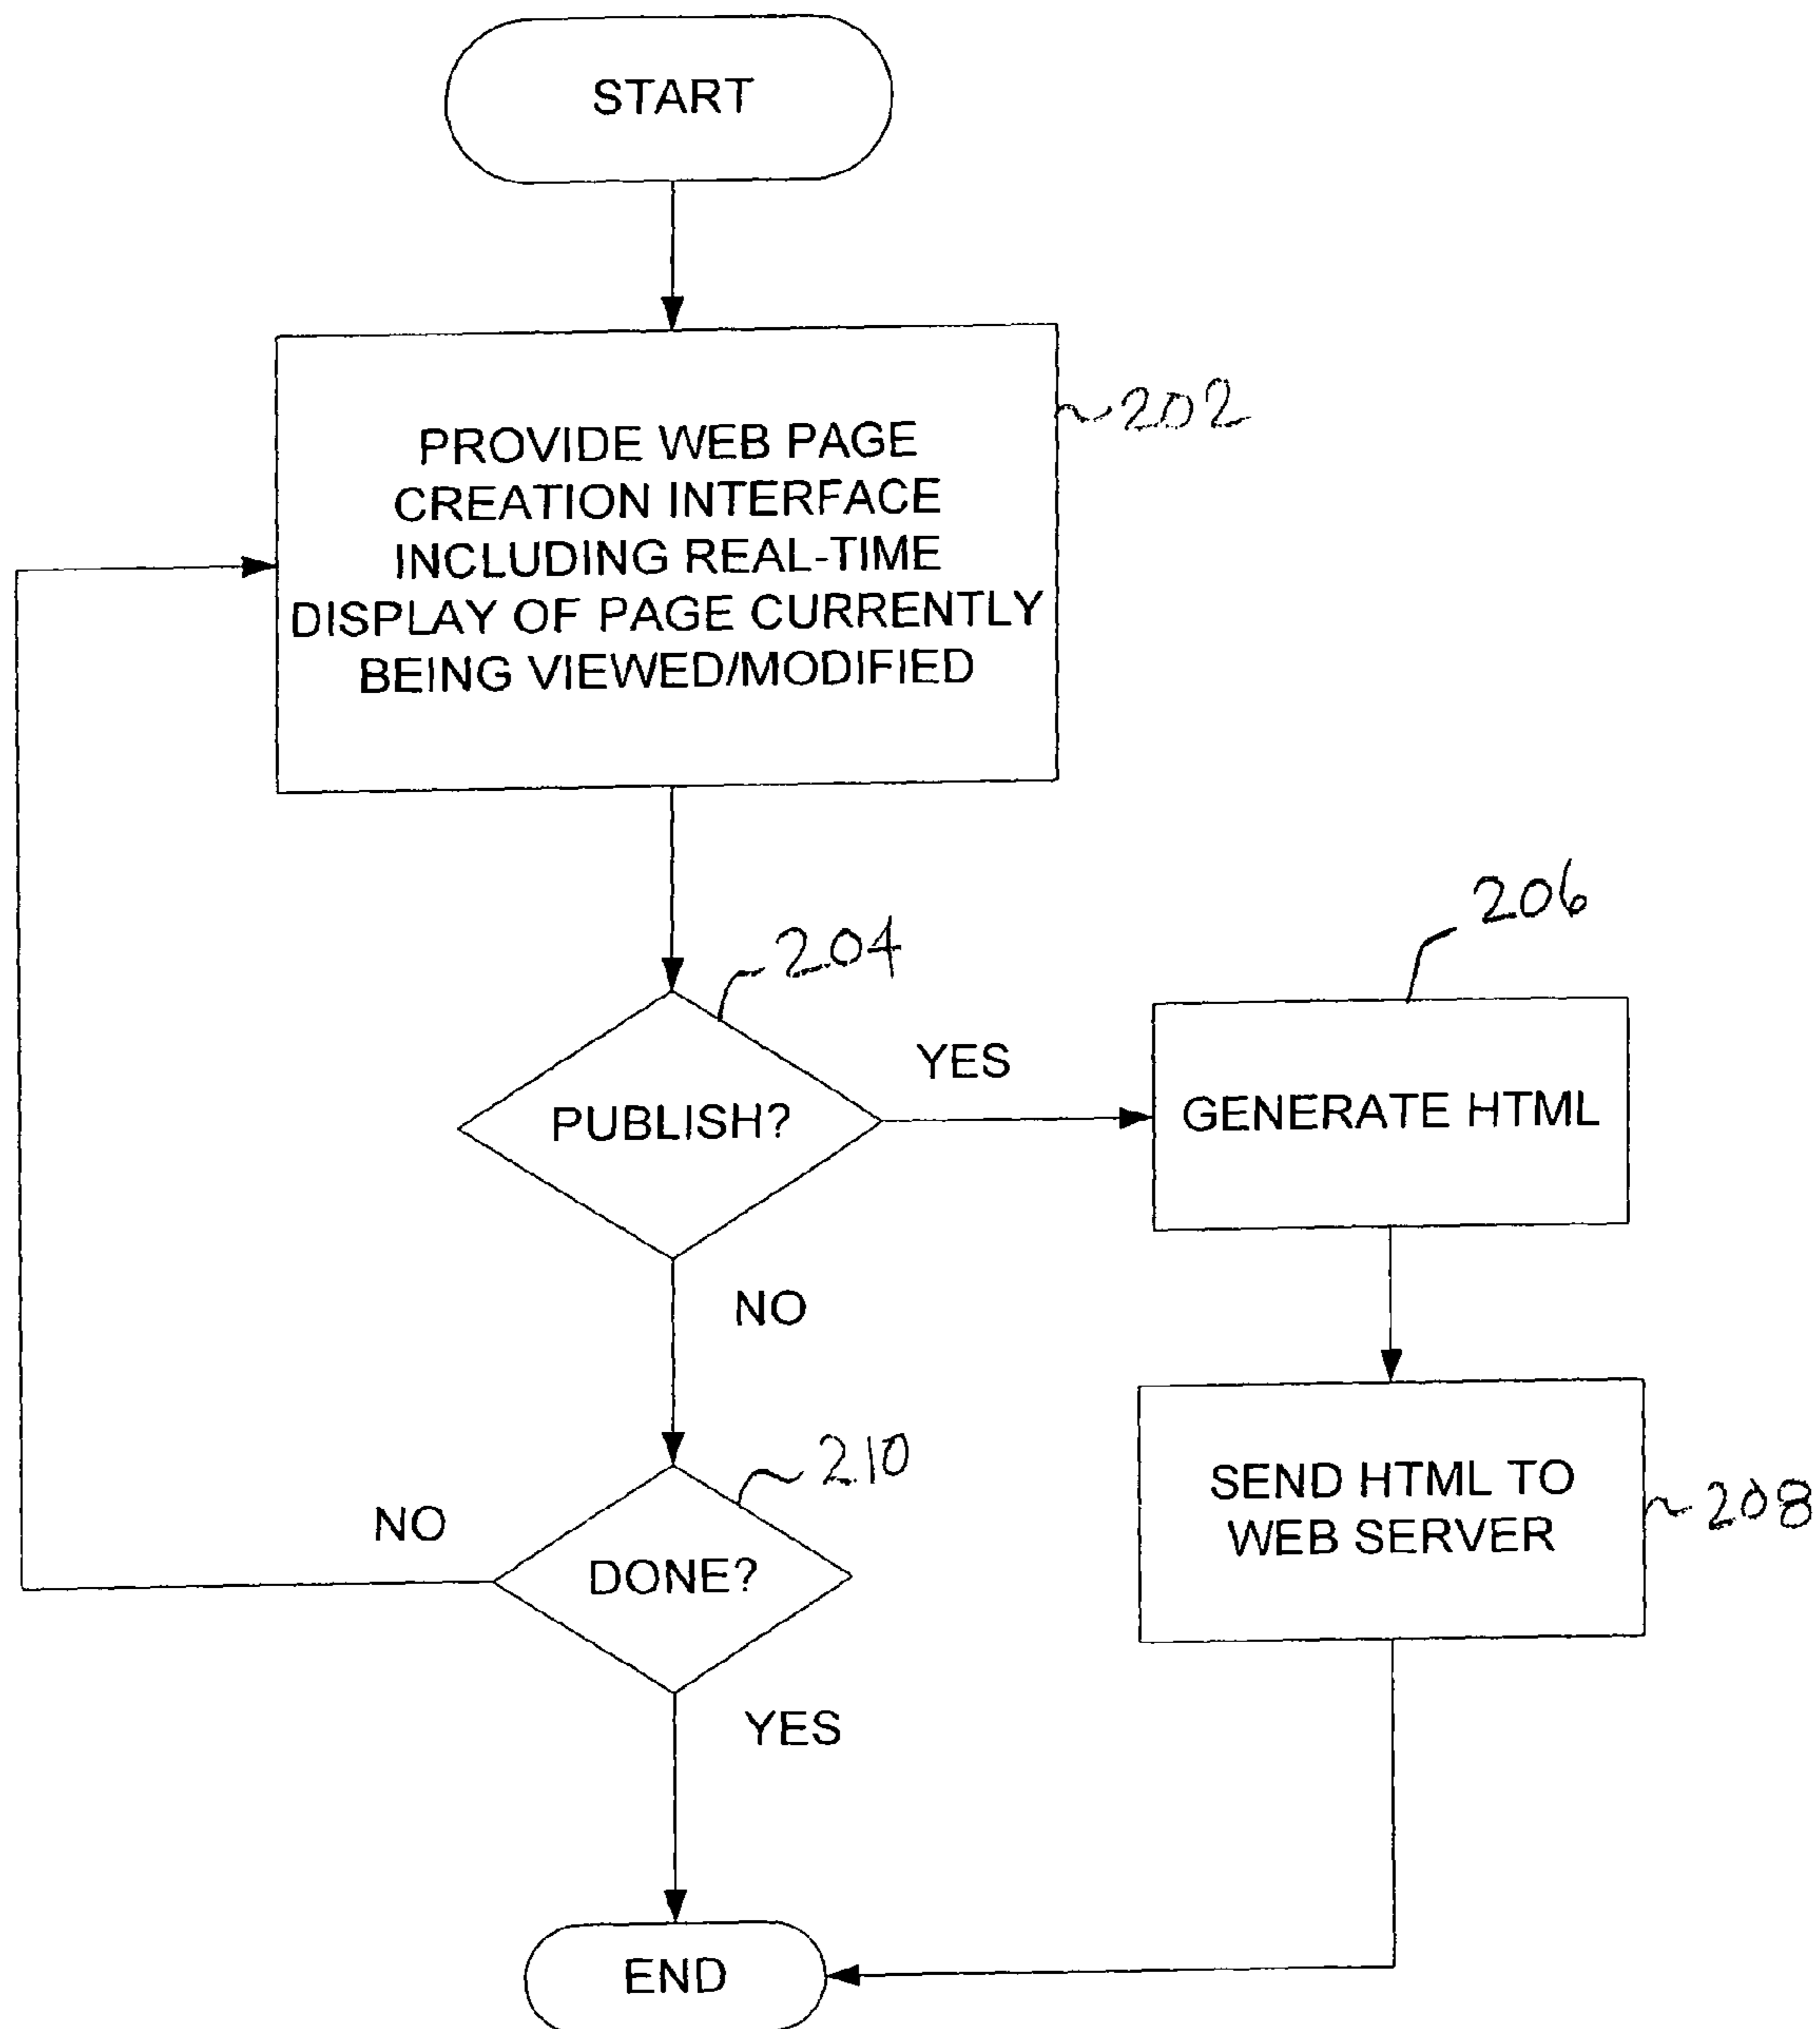 START
PROVIDE WEB PAGE
CREATION INTERFACE
INCLUDING REAL-TIME
DISPLAY OF PAGE CURRENTLY
BEING VIEWED/MODIFIED
202
204
206
PUBLISH?
YES
GENERATE HTML
NO
210
SEND HTML TO
WEB SERVER
208
NO
DONE?
YES
END